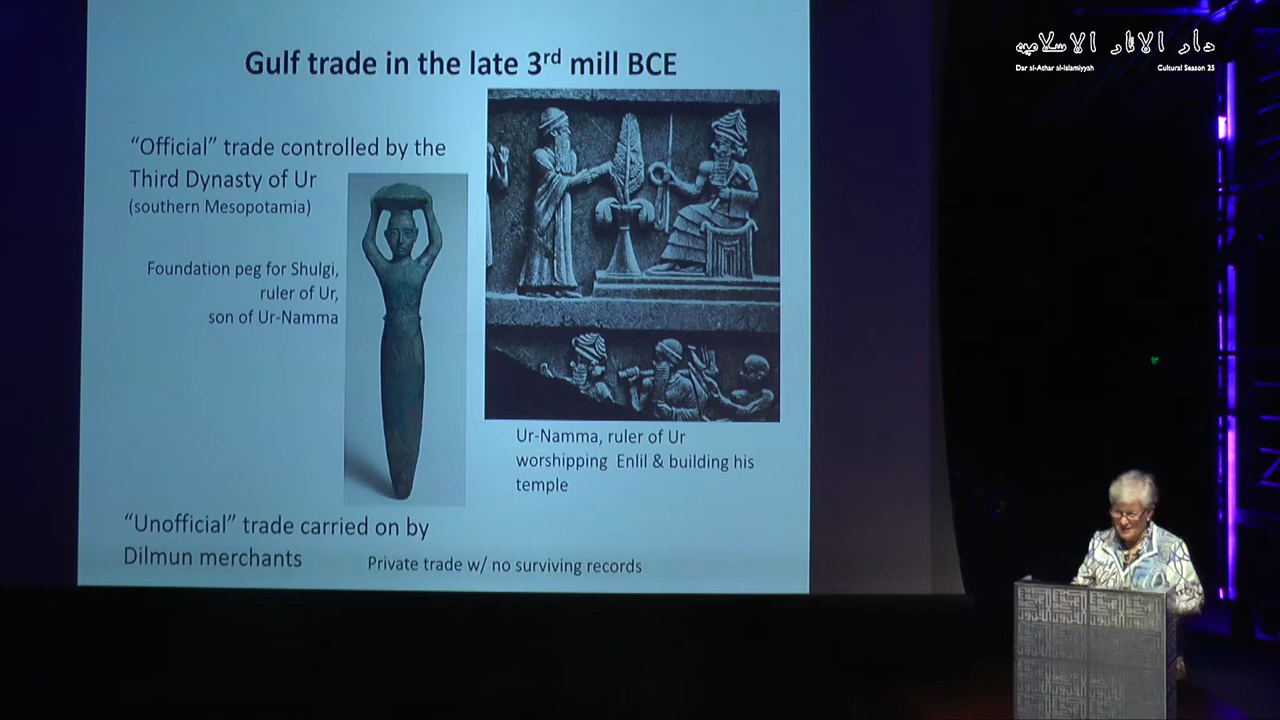 Gulf trade in the late 3rd mill BCE
“Official” trade controlled by the
Third Dynasty of Ur
(southern Mesopotamia)
Foundation peg for Shulgi,
ruler of Ur,
son of Ur-Namma
Ur-Namma, ruler of Ur
worshipping Enlil & building his
temple
“Unofficial” trade carried on by
Dilmun merchants
Private trade w/ no surviving records
دار الآثار الإسلامية
Dar al-Athar al-Islamiyyah
Cultural Season 25